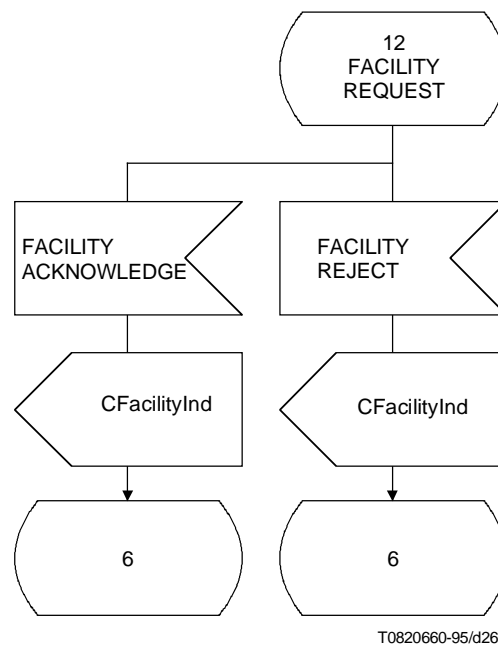 12
FACILITY
REQUEST
FACILITY
ACKNOWLEDGE
FACILITY
REJECT
CFacilityInd
CFacilityInd
6
6
T0820660-95/d26